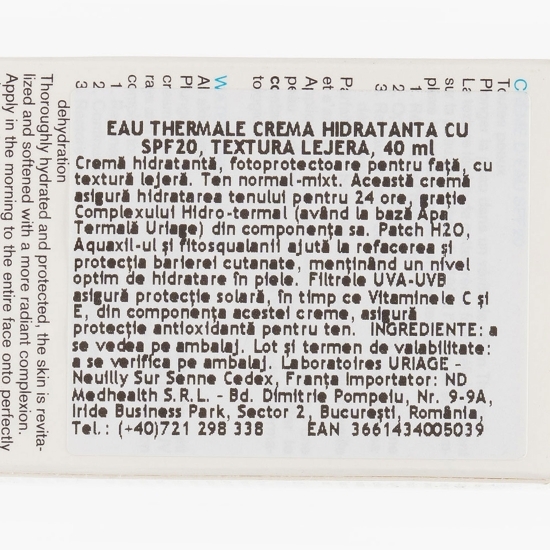 EAU THERMALE CREMA HIDRATANTA CU
SPF20, TEXTURA LEJERA, 40 ml
Cremă hidratantă, fotoprotectoare pentru față, cu
textură lejeră. Ten normal-mixt. Această cremă
asigură hidratarea tenului pentru 24 ore, grație
Complexului Hidro-termal (având la bază Apa
Termală Uriage) din componența sa. Patch H2O,
Aquaxil-ul și fitosqualanii ajută la refacerea și
protecția barierei cutanate, menținând un nivel
optim de hidratare în piele. Filtrele UVA-UVB
asigură protecție solară, în timp ce Vitaminele C și
E, din componența acestei creme, asigură
protecție antioxidantă pentru ten. INGREDIENTE: a
se vedea pe ambalaj. Lot și termen de valabilitate:
a se verifica pe ambalaj. Laboratoires URIAGE -
Neuilly Sur Senne Cedex, Franța Importator: ND
Medhealth S.R.L. - Bd. Dimitrie Pompeiu, Nr. 9-9A,
Iride Business Park, Sector 2, București, România,
Tel.: (+40)721 298 338 EAN 3661434005039
dehydration
Thoroughly hydrated and protected, the skin is revita-
lized and softened with a more radiant complexion.
Apply in the morning to the entire face onto perfectly